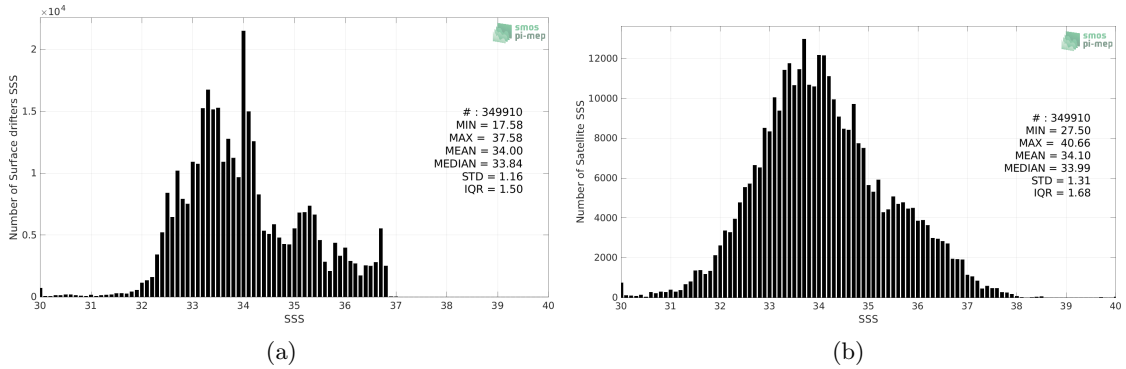 ×10⁴
smos
pi-mep
2
1.5
1
0.5
0
Number of Surface drifters SSS
# : 349910
MIN = 17.58
MAX = 37.58
MEAN = 34.00
MEDIAN = 33.84
STD = 1.16
IQR = 1.50
30 31 32 33 34 35 36 37 38 39 40
SSS
(a)
smos
pi-mep
12000
10000
8000
6000
4000
2000
0
Number of Satellite SSS
# : 349910
MIN = 27.50
MAX = 40.66
MEAN = 34.10
MEDIAN = 33.99
STD = 1.31
IQR = 1.68
30 31 32 33 34 35 36 37 38 39 40
SSS
(b)